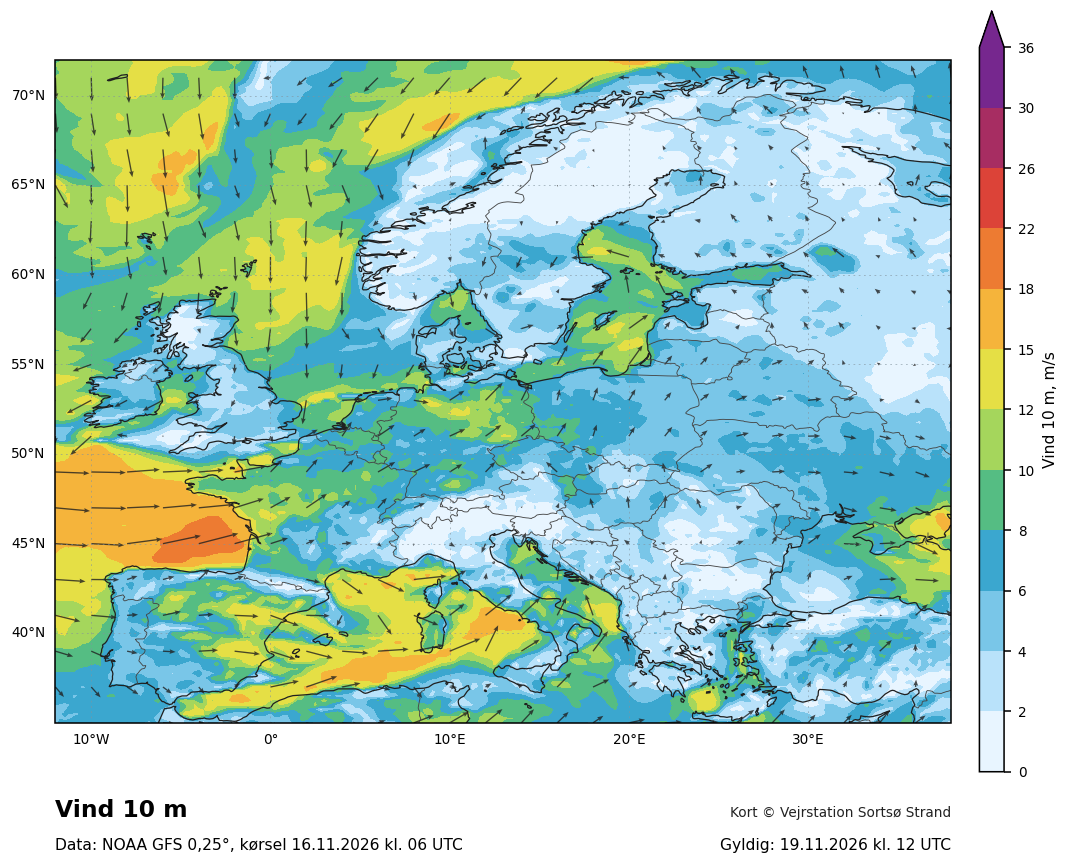 70°N
65°N
60°N
55°N
50°N
45°N
40°N
10°W
0°
10°E
20°E
30°E
36
30
26
22
18
15
12
10
8
6
4
2
0
Vind 10 m, m/s
Vind 10 m
Kort © Vejrstation Sortsø Strand
Data: NOAA GFS 0,25°, kørsel 16.11.2026 kl. 06 UTC
Gyldig: 19.11.2026 kl. 12 UTC